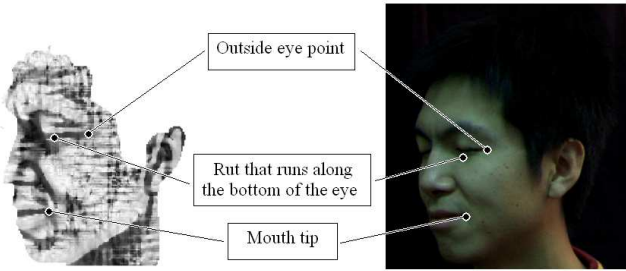 Outside eye point
Rut that runs along
the bottom of the eye
Mouth tip